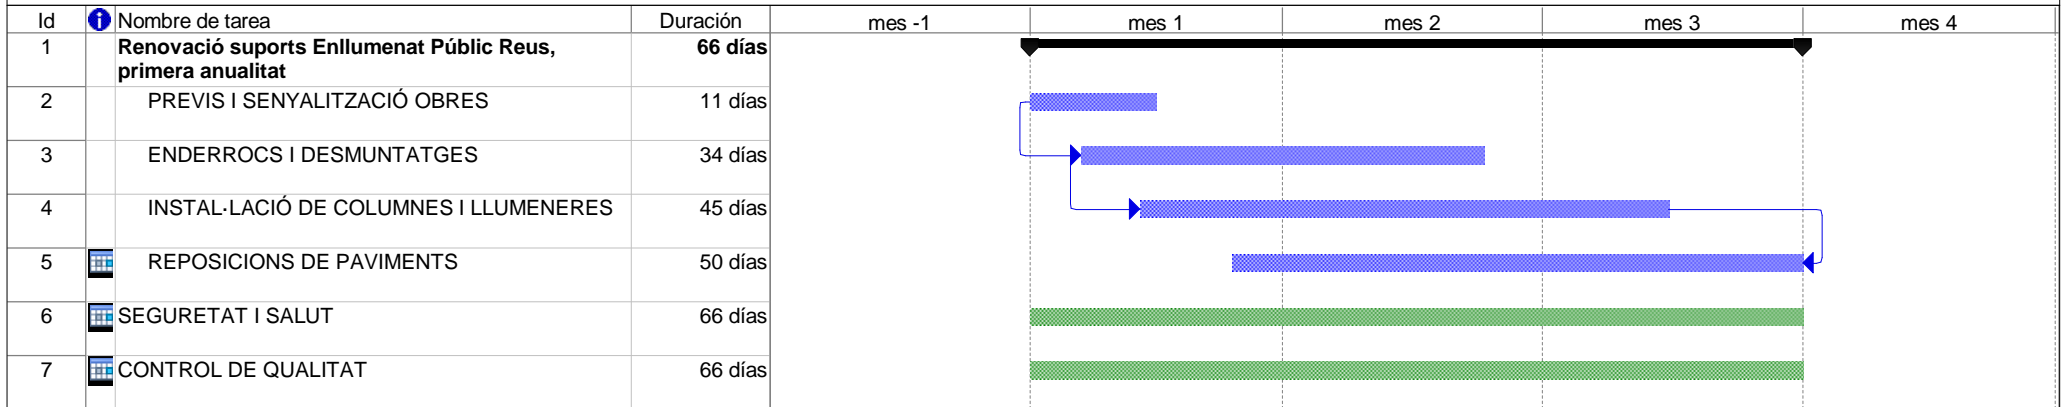 Id Nombre de tarea Duración mes -1 mes 1 mes 2 mes 3 mes 4
1 Renovació suports Enllumenat Públic Reus, 66 días
primera anualitat
2 PREVIS I SENYALITZACIÓ OBRES 11 días
3 ENDERROCS I DESMUNTATGES 34 días
4 INSTAL·LACIÓ DE COLUMNES I LLUMENERES 45 días
5 REPOSICIONS DE PAVIMENTS 50 días
6 SEGURETAT I SALUT 66 días
7 CONTROL DE QUALITAT 66 días